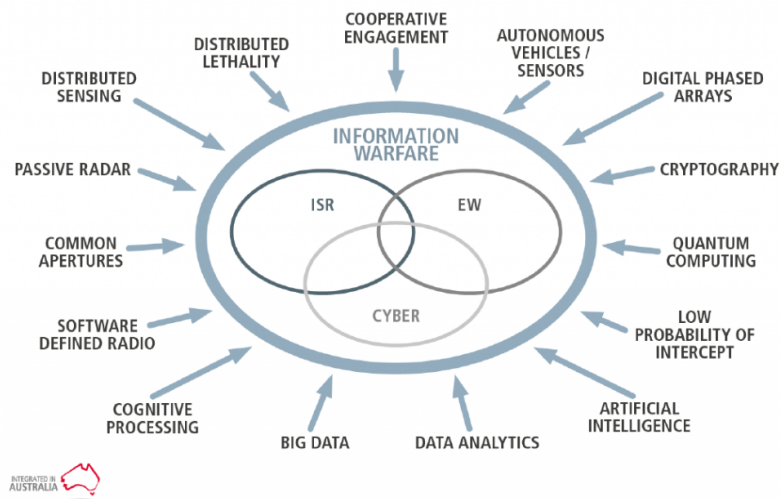 COOPERATIVE
ENGAGEMENT
AUTONOMOUS
VEHICLES /
SENSORS
DISTRIBUTED
LETHALITY
DISTRIBUTED
SENSING
DIGITAL PHASED
ARRAYS
INFORMATION
WARFARE
PASSIVE RADAR
CRYPTOGRAPHY
ISR
EW
COMMON
APERTURES
QUANTUM
COMPUTING
CYBER
SOFTWARE
DEFINED RADIO
LOW
PROBABILITY OF
INTERCEPT
COGNITIVE
PROCESSING
ARTIFICIAL
INTELLIGENCE
BIG DATA
DATA ANALYTICS
INTEGRATED IN
AUSTRALIA